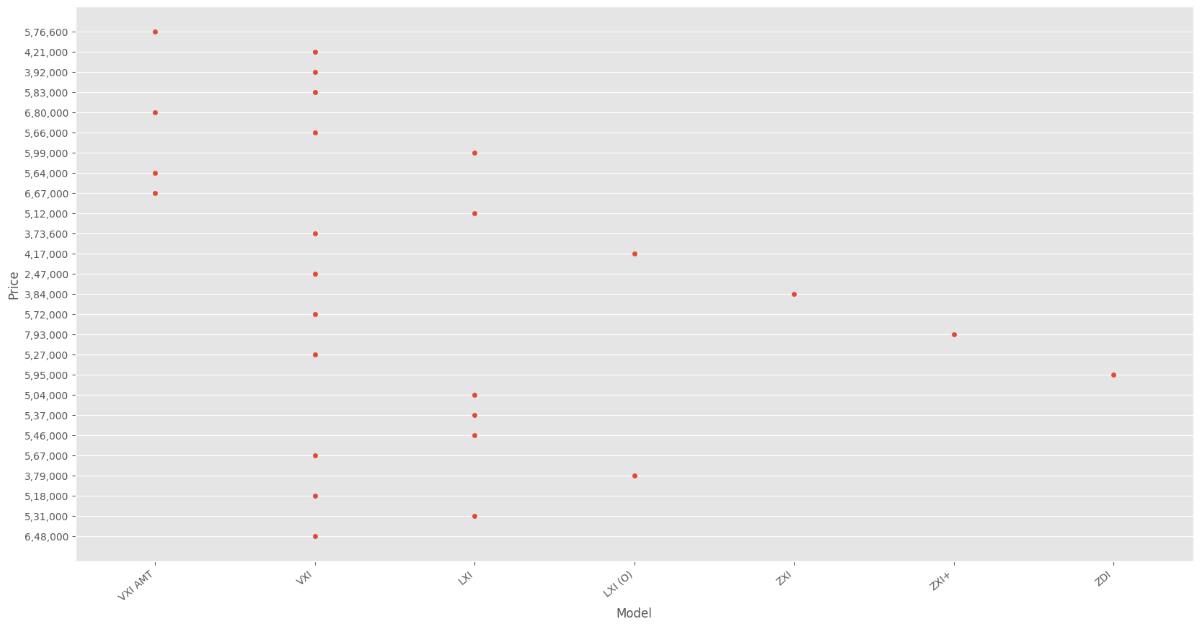 5,76,600
4,21,000
3,92,000
5,83,000
6,80,000
5,66,000
5,99,000
5,64,000
6,67,000
5,12,000
3,73,600
4,17,000
2,47,000
Price
3,84,000
5,72,000
7,93,000
5,27,000
5,95,000
5,04,000
5,37,000
5,46,000
5,67,000
3,79,000
5,18,000
5,31,000
6,48,000
VXI AMT
VXI
LXI
LXI (O)
ZXI
ZXI+
ZDI
Model